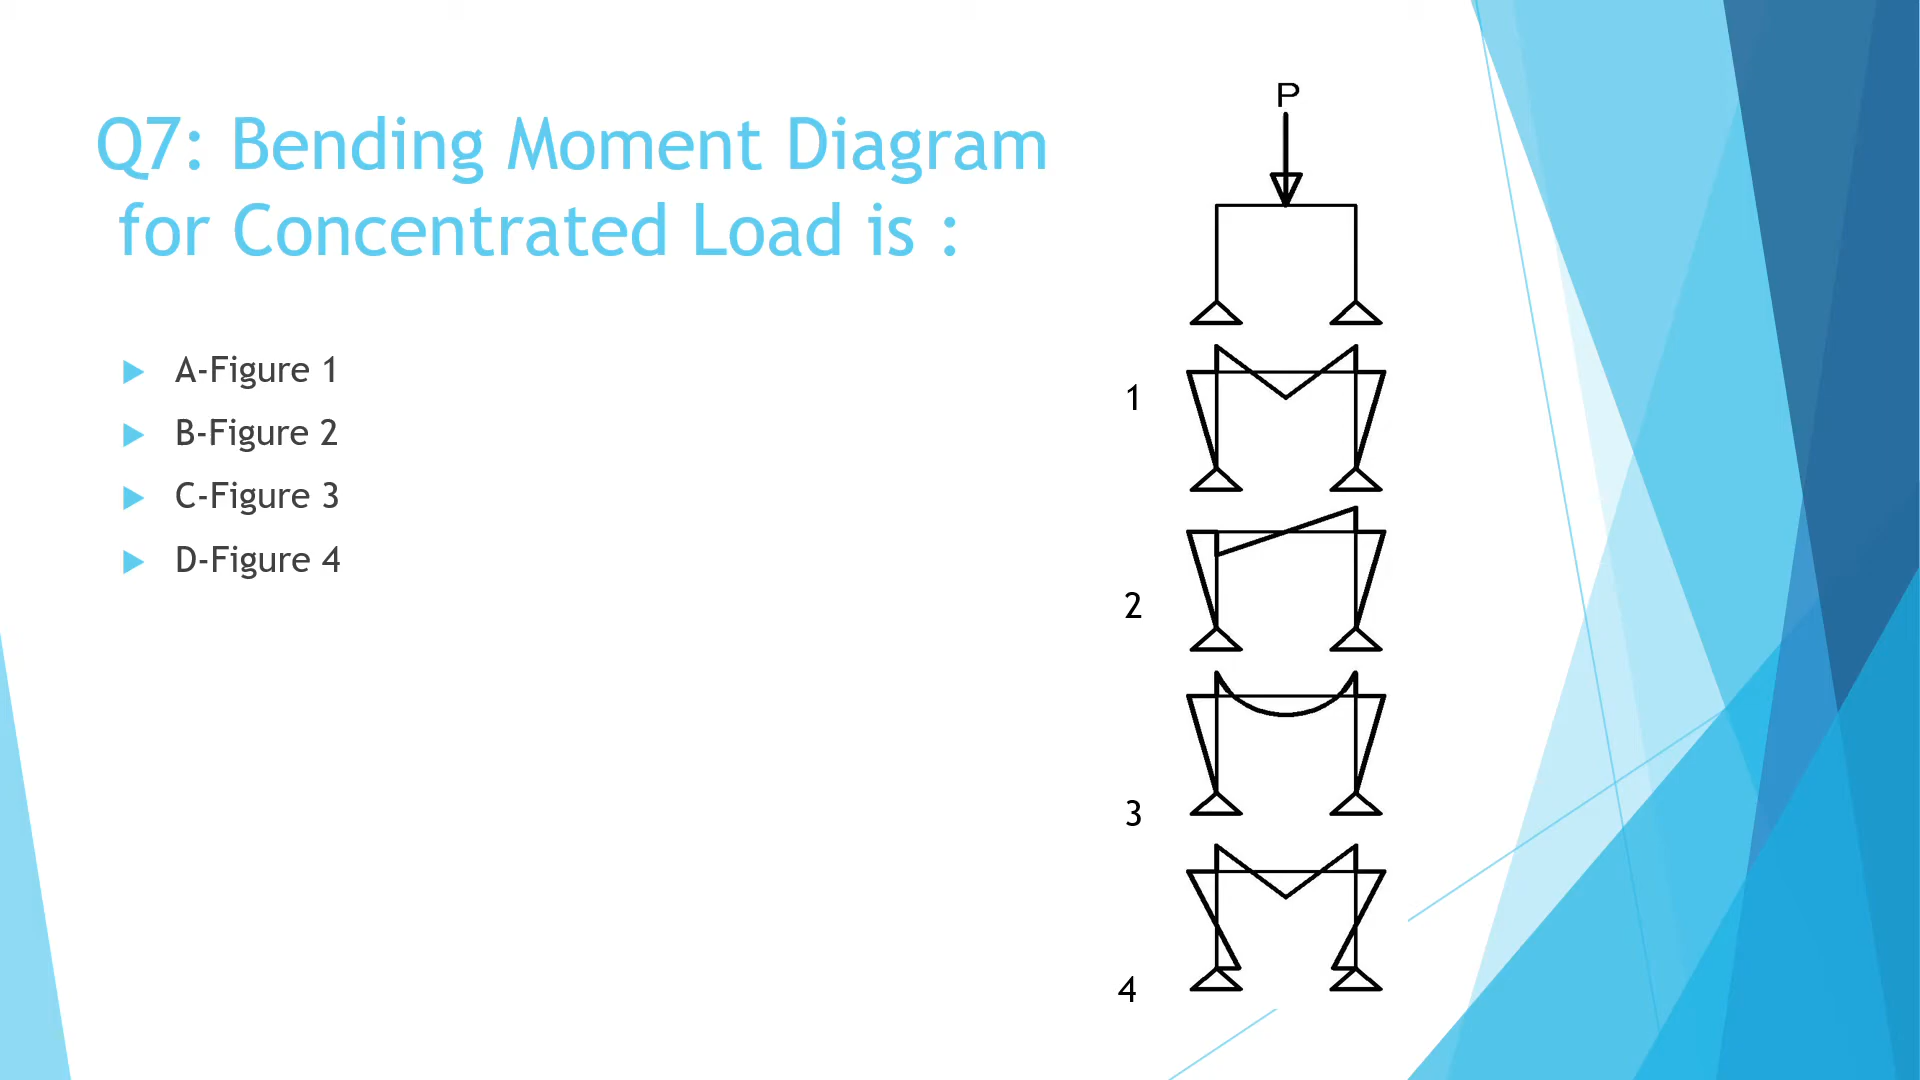 Q7: Bending Moment Diagram
for Concentrated Load is :
A-Figure 1
B-Figure 2
C-Figure 3
D-Figure 4
P
1
2
3
4